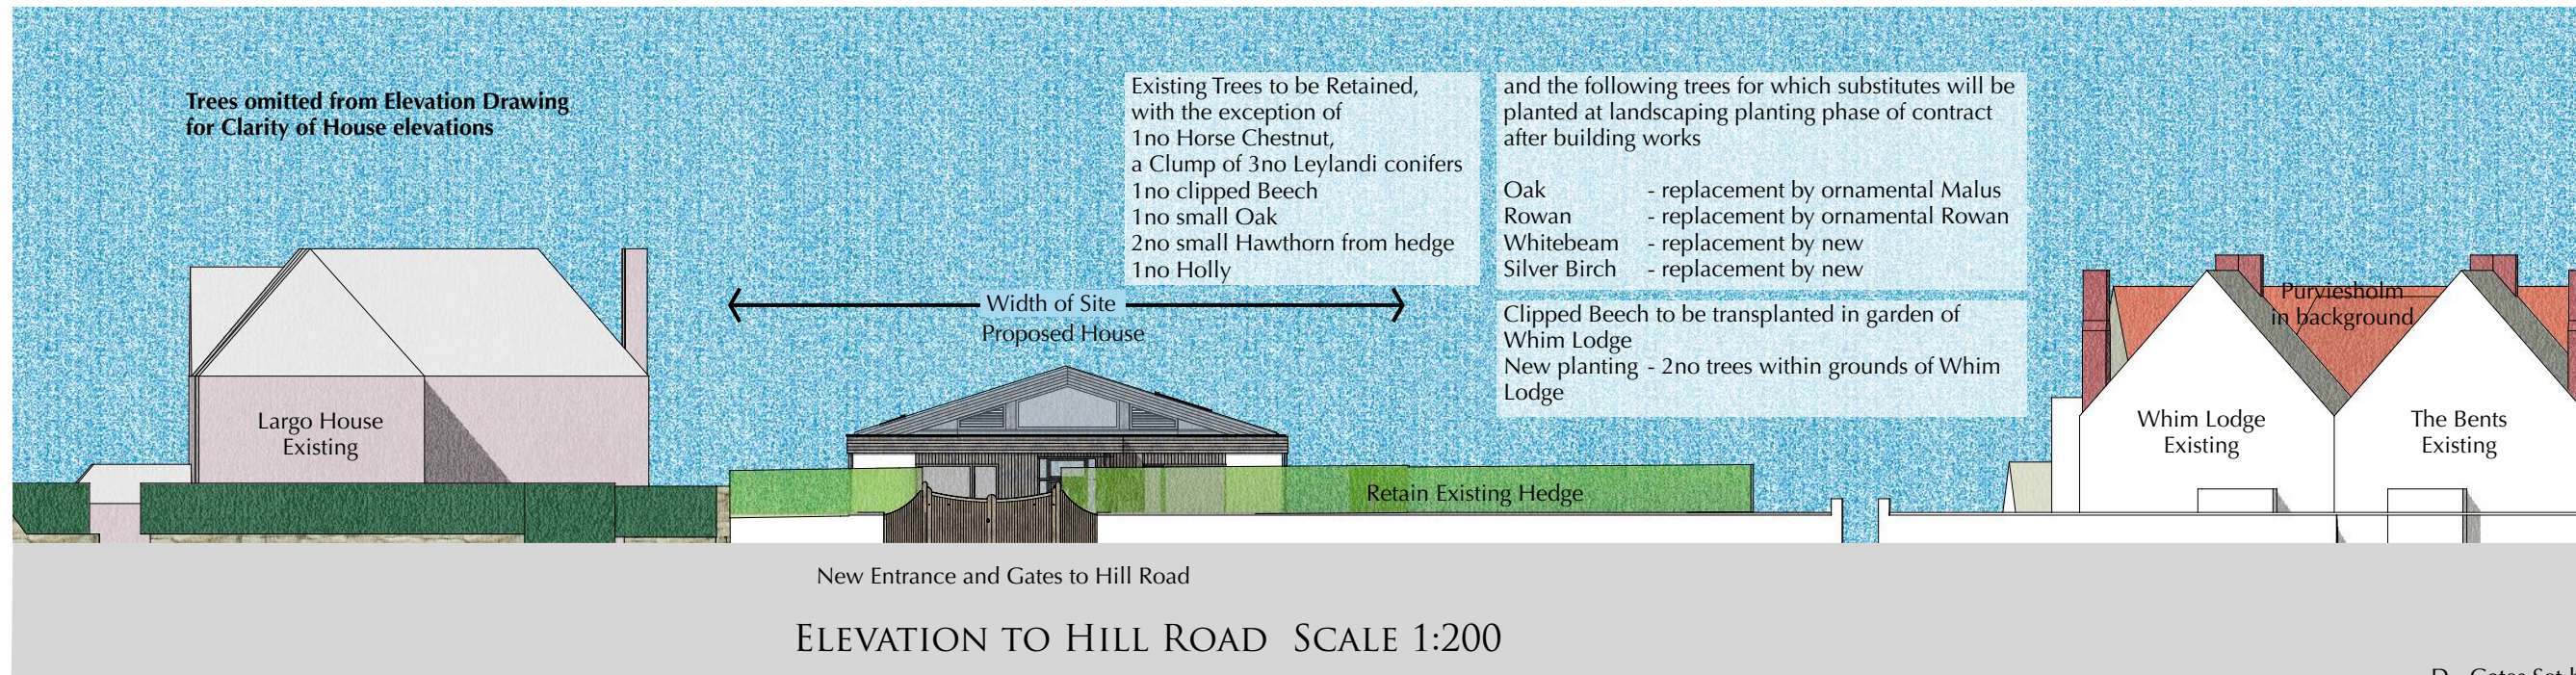 Trees omitted from Elevation Drawing
for Clarity of House elevations
Existing Trees to be Retained,
with the exception of
1no Horse Chestnut,
a Clump of 3no Leylandi conifers
1no clipped Beech
1no small Oak
2no small Hawthorn from hedge
1no Holly
and the following trees for which substitutes will be
planted at landscaping planting phase of contract
after building works
Oak - replacement by ornamental Malus
Rowan - replacement by ornamental Rowan
Whitebeam - replacement by new
Silver Birch - replacement by new
Clipped Beech to be transplanted in garden of
Whim Lodge
New planting - 2no trees within grounds of Whim
Lodge
Width of Site
Proposed House
Purviesholm
in background
Largo House
Existing
Whim Lodge
Existing
The Bents
Existing
Retain Existing Hedge
New Entrance and Gates to Hill Road
ELEVATION TO HILL ROAD SCALE 1:200